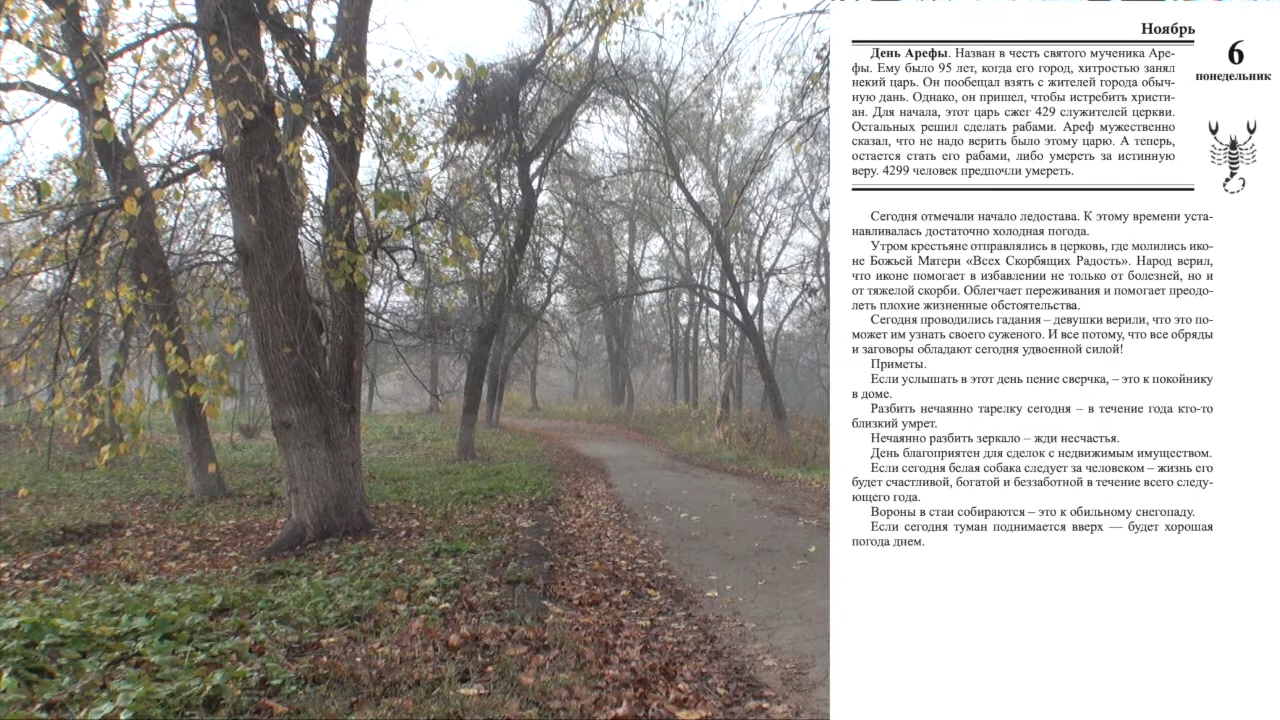 Ноябрь
6
понедельник
День Арефы. Назван в честь святого мученика Аре-
фы. Ему было 95 лет, когда его город, хитростью занял
некий царь. Он пообещал взять с жителей города обыч-
ную дань. Однако, он пришел, чтобы истребить христи-
ан. Для начала, этот царь сжег 429 служителей церкви.
Остальных решил сделать рабами. Ареф мужественно
сказал, что не надо верить было этому царю. А теперь,
остается стать его рабами, либо умереть за истинную
веру. 4299 человек предпочли умереть.
Сегодня отмечали начало ледостава. К этому времени уста-
навливалась достаточно холодная погода.
Утром крестьяне отправлялись в церковь, где молились ико-
не Божьей Матери «Всех Скорбящих Радость». Народ верил,
что иконе помогает в избавлении не только от болезней, но и
от тяжелой скорби. Облегчает переживания и помогает преодо-
леть плохие жизненные обстоятельства.
Сегодня проводились гадания – девушки верили, что это по-
может им узнать своего суженого. И все потому, что все обряды
и заговоры обладают сегодня удвоенной силой!
Приметы.
Если услышать в этот день пение сверчка, – это к покойнику
в доме.
Разбить нечаянно тарелку сегодня – в течение года кто-то
близкий умрет.
Нечаянно разбить зеркало – жди несчастья.
День благоприятен для сделок с недвижимым имуществом.
Если сегодня белая собака следует за человеком – жизнь его
будет счастливой, богатой и беззаботной в течение всего следу-
ющего года.
Вороны в стаи собираются – это к обильному снегопаду.
Если сегодня туман поднимается вверх — будет хорошая
погода днем.